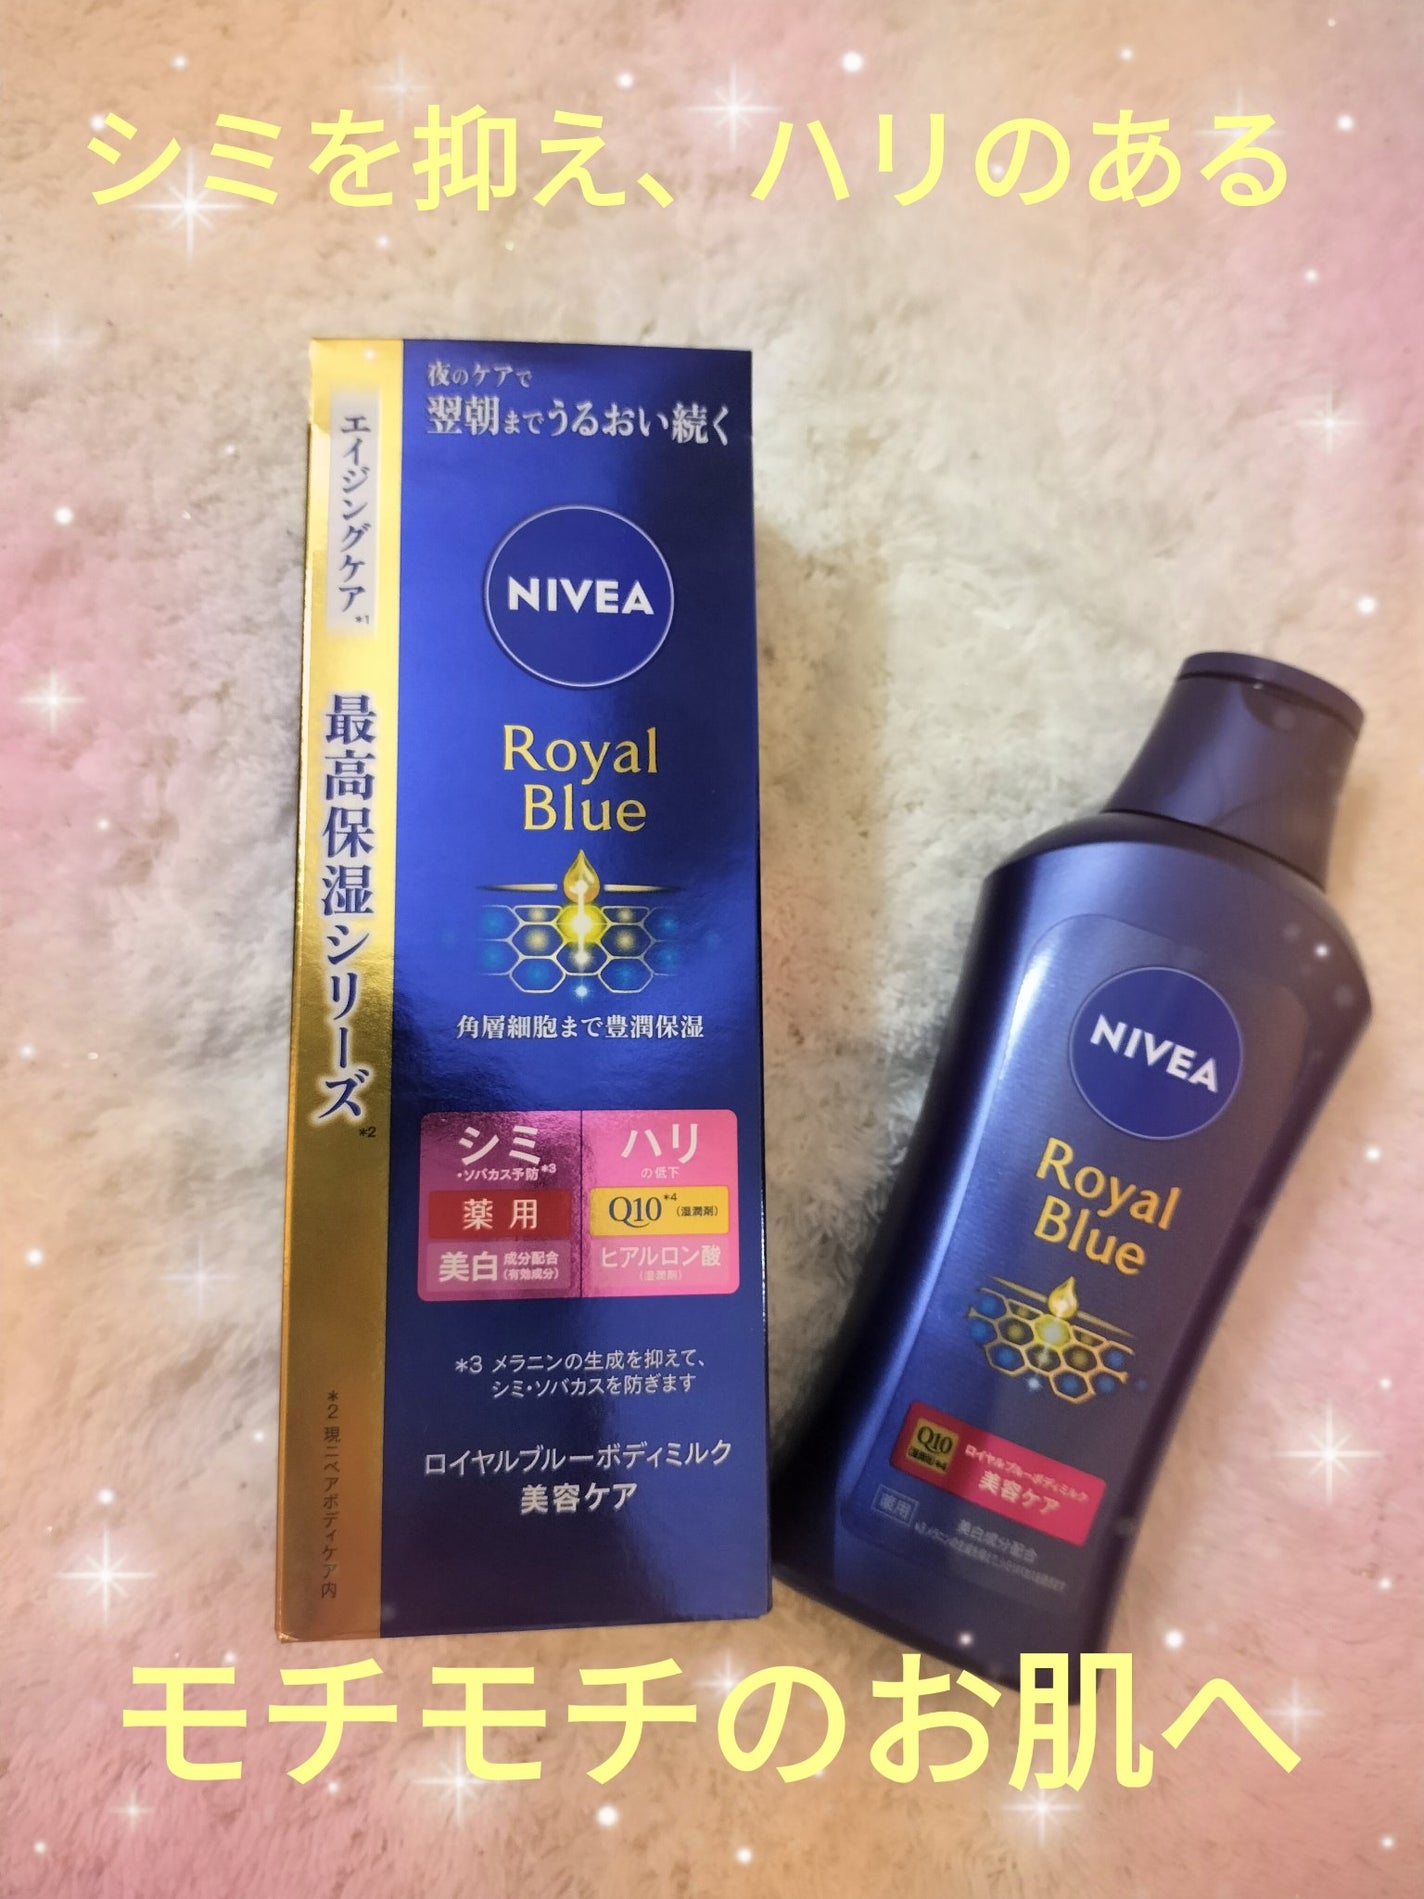 シミを抑え、ハリのある
エイジングケア*1
最高保湿シリーズ*2
*2 現ニベアボディケア内
夜のケアで
翌朝までうるおい続く
NIVEA
Royal
Blue
角層細胞まで豊潤保湿
シミ
・ソバカス予防*3
薬用
美白 成分配合
(有効成分)
ハリ
の低下
Q10*4(湿潤剤)
ヒアルロン酸
(湿潤剤)
*3 メラニンの生成を抑えて、
シミ・ソバカスを防ぎます
ロイヤルブルーボディミルク
美容ケア
NIVEA
Royal
Blue
Q10
(湿潤剤)*4
ロイヤルブルーボディミルク
美容ケア
薬用
美白成分配合
モチモチのお肌へ